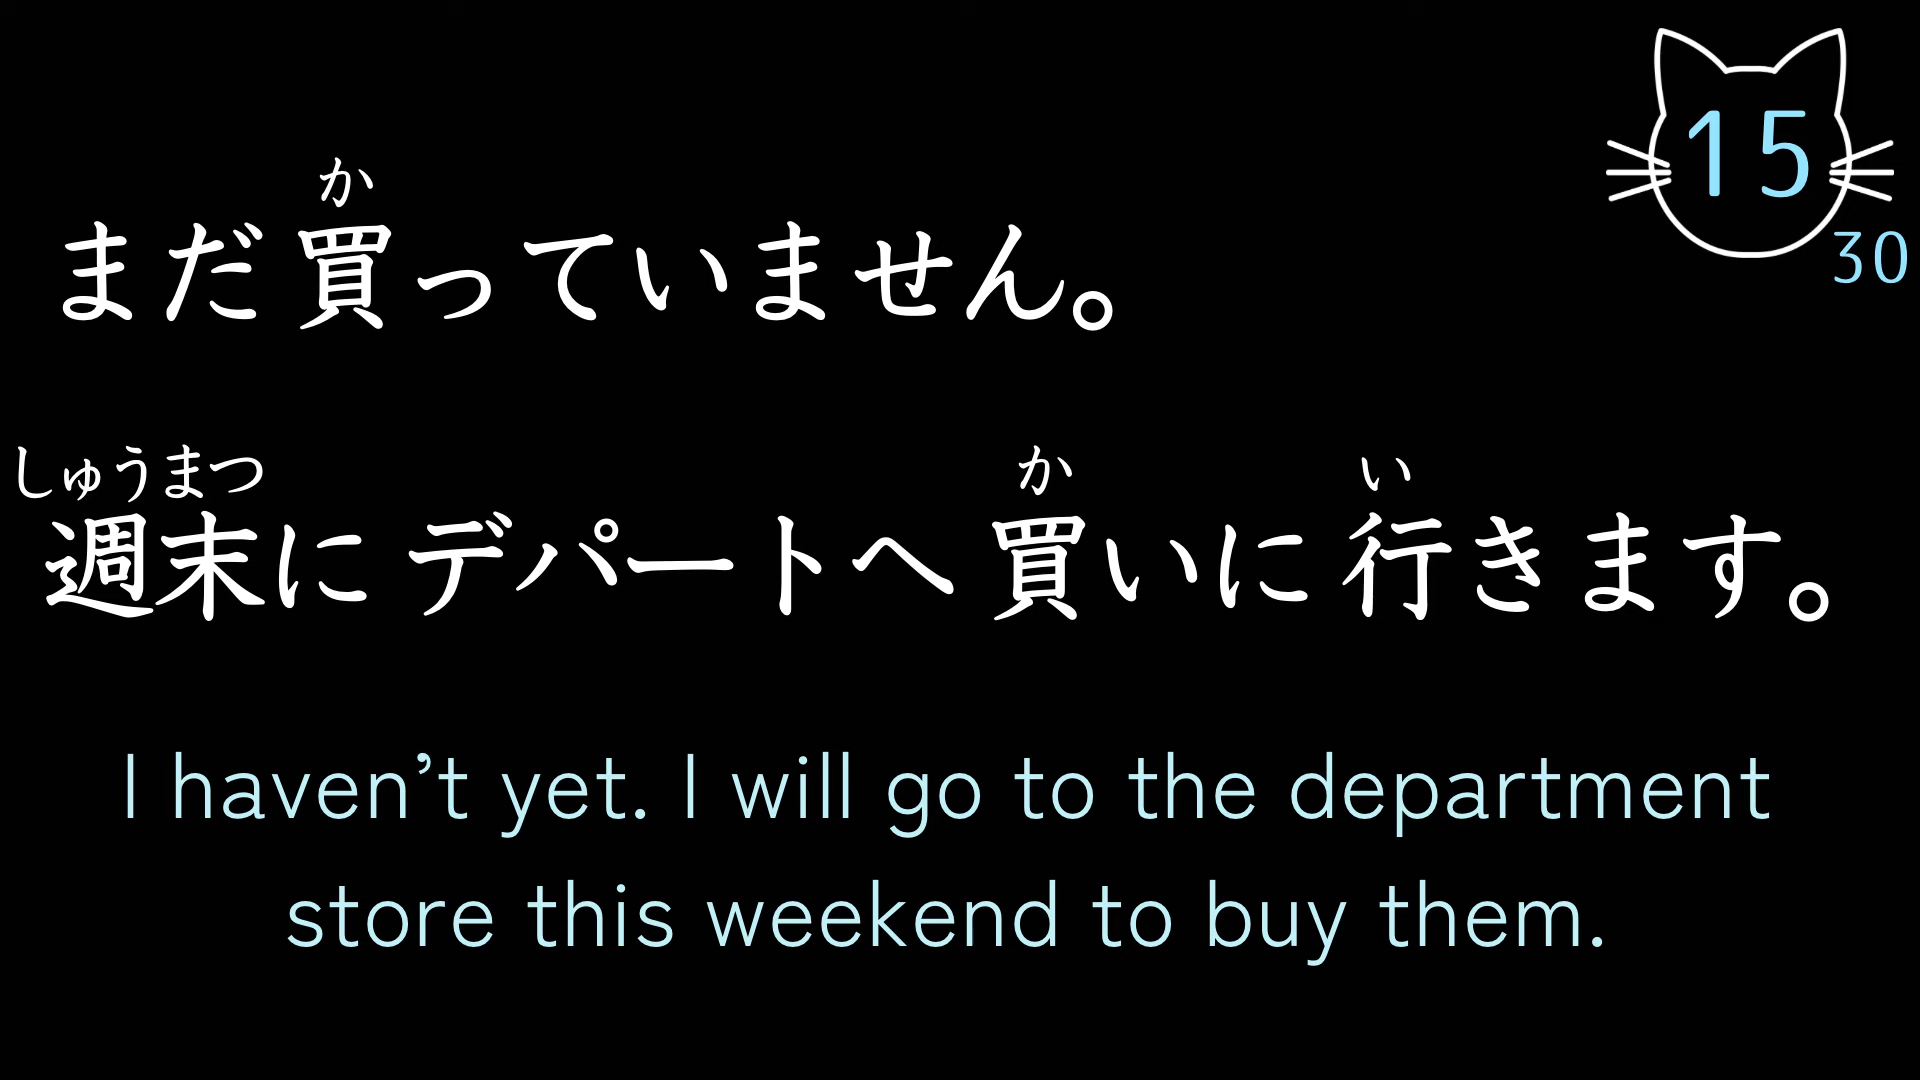 15
30
か
まだ買っていません。
しゅうまつ か い
週末にデパートへ買いに行きます。
I haven't yet. I will go to the department
store this weekend to buy them.